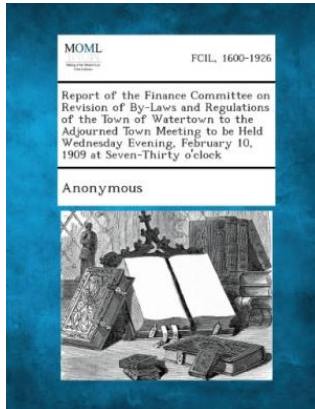 MOML
FCIL, 1600-1926
Report of the Finance Committee on
Revision of By-Laws and Regulations
of the Town of Watertown to the
Adjourned Town Meeting to be Held
Wednesday Evening, February 10,
1909 at Seven-Thirty o'clock
Anonymous